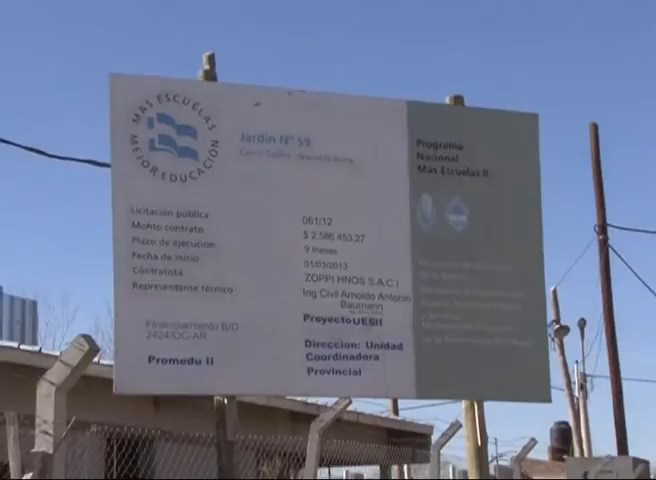 MAS ESCUELAS
MEJOR EDUCACION
Jardín N° 59
Programa
Nacional
Mas Escuelas II
Licitación pública 061/12
Monto contrato $ 2.586.453,27
Plazo de ejecución 9 meses
Fecha de inicio 01/03/2013
Contratista ZOPPI HNOS S.A.C.I
Representante técnico Ing Civil Arnoldo Antonio
Baumann
Financiamiento BID
2424/OC-AR
Promedu II
Proyecto UESII
Direccion: Unidad
Coordinadora
Provincial